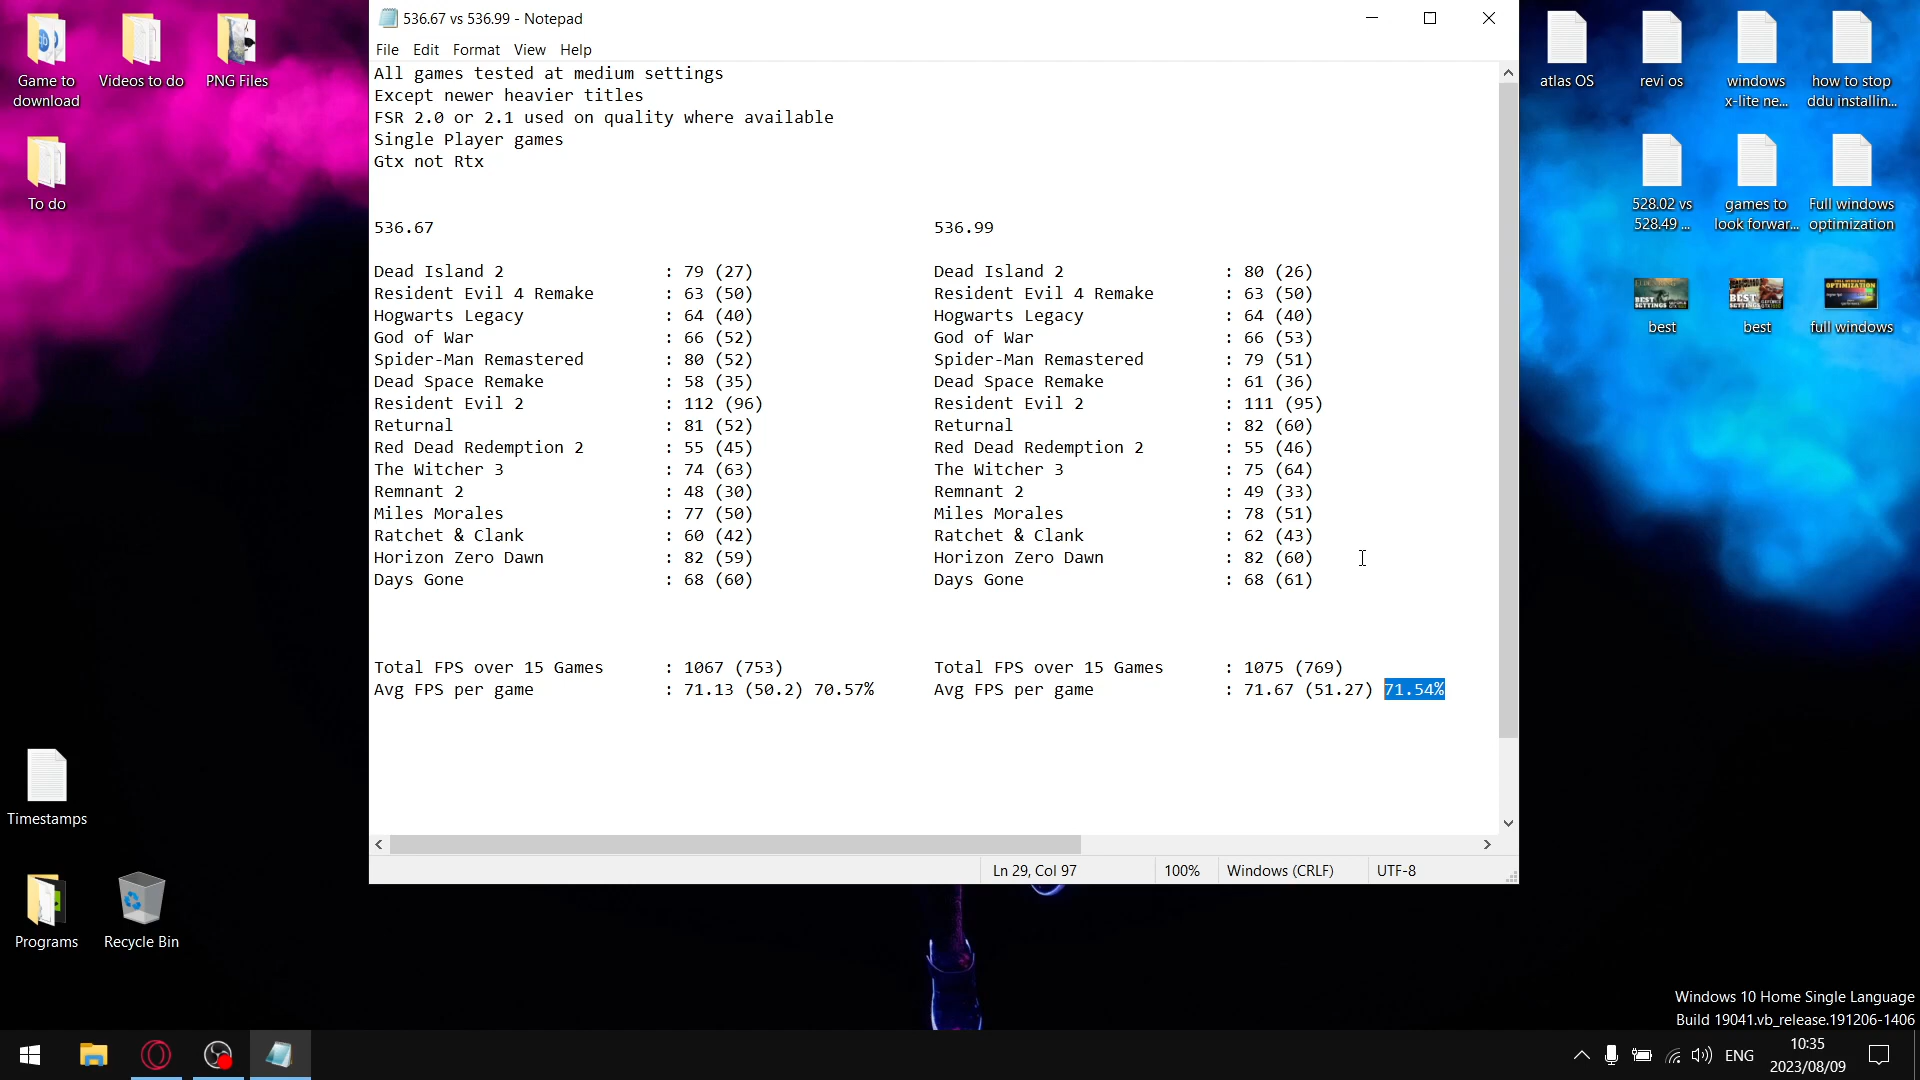 536.67 vs 536.99 - Notepad
File Edit Format View Help
All games tested at medium settings
Except newer heavier titles
FSR 2.0 or 2.1 used on quality where available
Single Player games
Gtx not Rtx
536.67 536.99
Dead Island 2 : 79 (27) Dead Island 2 : 80 (26)
Resident Evil 4 Remake : 63 (50) Resident Evil 4 Remake : 63 (50)
Hogwarts Legacy : 64 (40) Hogwarts Legacy : 64 (40)
God of War : 66 (52) God of War : 66 (53)
Spider-Man Remastered : 80 (52) Spider-Man Remastered : 79 (51)
Dead Space Remake : 58 (35) Dead Space Remake : 61 (36)
Resident Evil 2 : 112 (96) Resident Evil 2 : 111 (95)
Returnal : 81 (52) Returnal : 82 (60)
Red Dead Redemption 2 : 55 (45) Red Dead Redemption 2 : 55 (46)
The Witcher 3 : 74 (63) The Witcher 3 : 75 (64)
Remnant 2 : 48 (30) Remnant 2 : 49 (33)
Miles Morales : 77 (50) Miles Morales : 78 (51)
Ratchet & Clank : 60 (42) Ratchet & Clank : 62 (43)
Horizon Zero Dawn : 82 (59) Horizon Zero Dawn : 82 (60)
Days Gone : 68 (60) Days Gone : 68 (61)
Total FPS over 15 Games : 1067 (753) Total FPS over 15 Games : 1075 (769)
Avg FPS per game : 71.13 (50.2) 70.57% Avg FPS per game : 71.67 (51.27) 71.54%
Ln 29, Col 97 100% Windows (CRLF) UTF-8
Game to
download
Videos to do
PNG Files
To do
Timestamps
Programs
Recycle Bin
atlas OS
revi os
windows
x-lite ne...
how to stop
ddu installin...
528.02 vs
528.49 ...
games to
look forwar...
Full windows
optimization
BEST
SETTINGS
best
BEST
SETTINGS
best
OPTIMIZATION
full windows
Windows 10 Home Single Language
Build 19041.vb_release.191206-1406
ENG
10:35
2023/08/09